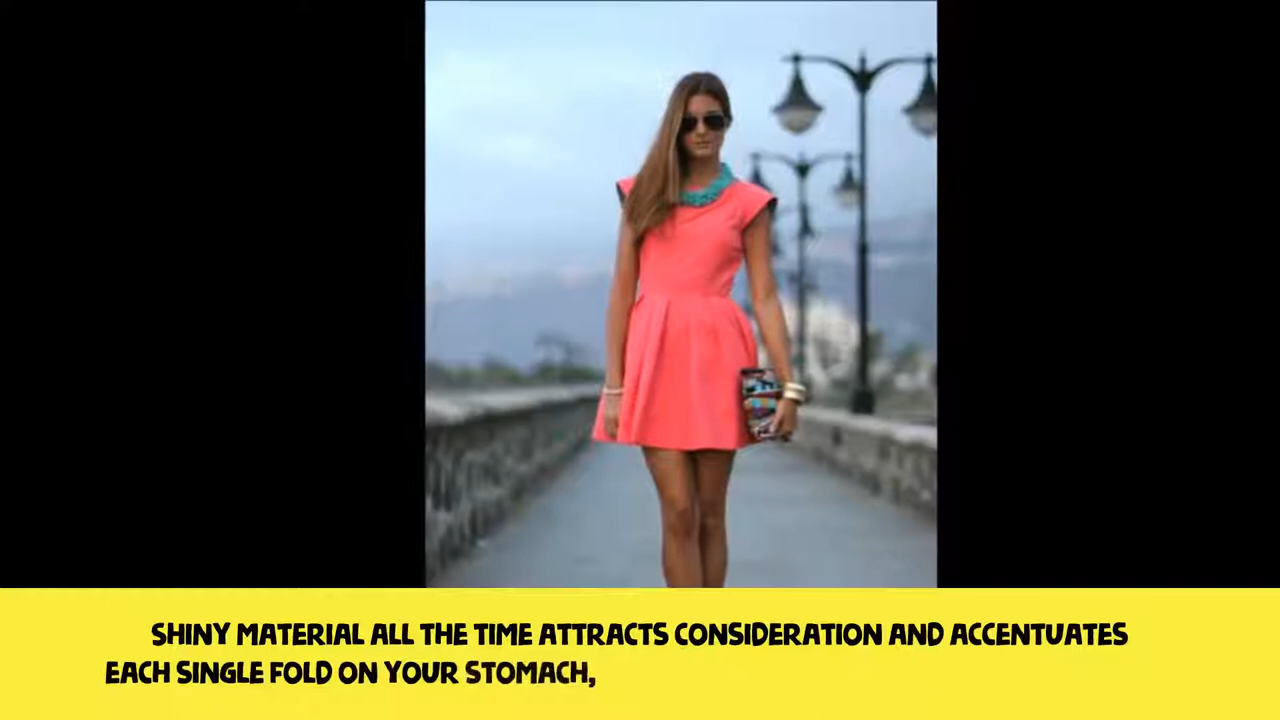 SHINY MATERIAL ALL THE TIME ATTRACTS CONSIDERATION AND ACCENTUATES
EACH SINGLE FOLD ON YOUR STOMACH,